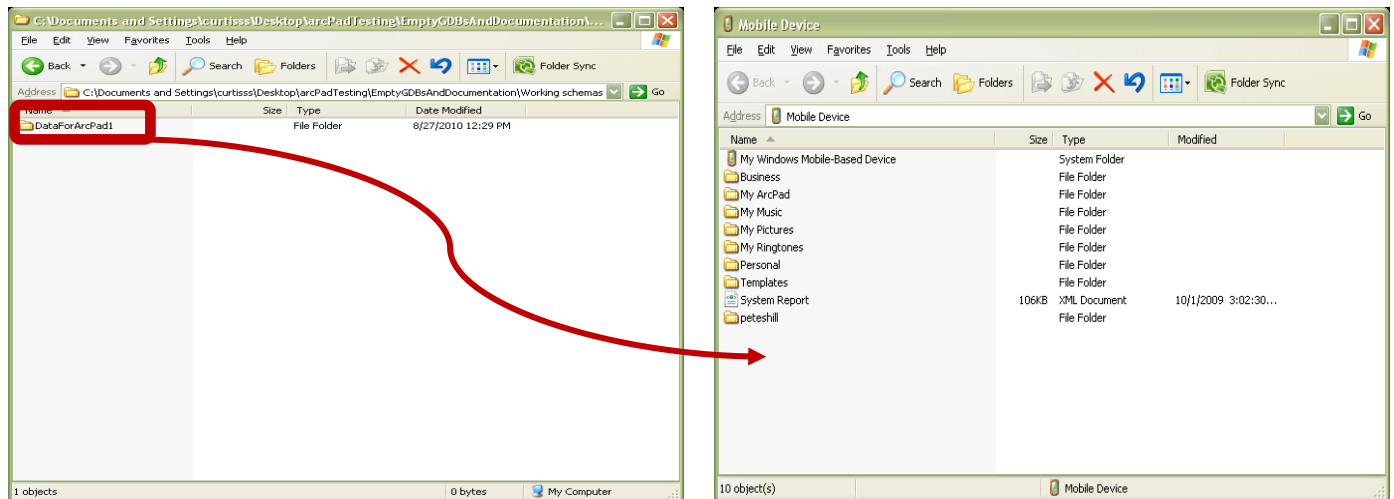 C:\Documents and Settings\curtisss\Desktop\arcPadTesting\EmptyGDBsAndDocumentation\...
File Edit View Favorites Tools Help
Back Search Folders Folder Sync
Address C:\Documents and Settings\curtisss\Desktop\arcPadTesting\EmptyGDBsAndDocumentation\Working schemas Go
Name Size Type Date Modified
DataForArcPad1 File Folder 8/27/2010 12:29 PM
1 objects 0 bytes My Computer
Mobile Device
File Edit View Favorites Tools Help
Back Search Folders Folder Sync
Address Mobile Device Go
Name Size Type Modified
My Windows Mobile-Based Device System Folder
Business File Folder
My ArcPad File Folder
My Music File Folder
My Pictures File Folder
My Ringtones File Folder
Personal File Folder
Templates File Folder
System Report 106KB XML Document 10/1/2009 3:02:30...
peteshill File Folder
10 object(s) Mobile Device